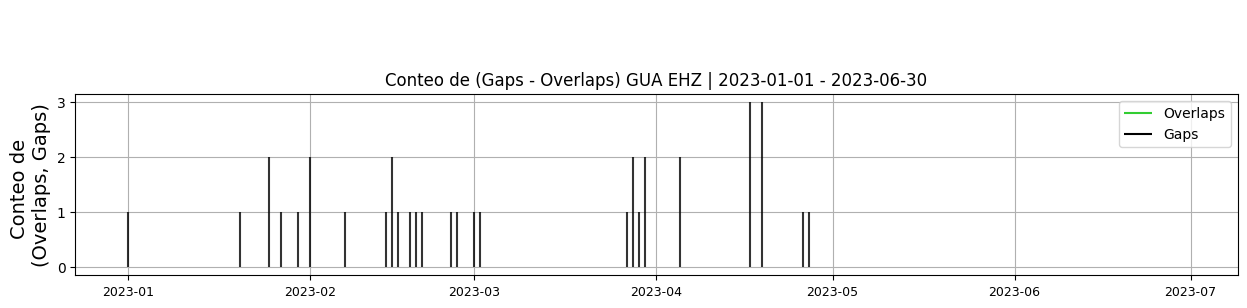 Conteo de (Gaps - Overlaps) GUA EHZ | 2023-01-01 - 2023-06-30
Conteo de
(Overlaps, Gaps)
3
2
1
0
Overlaps
Gaps
2023-01 2023-02 2023-03 2023-04 2023-05 2023-06 2023-07